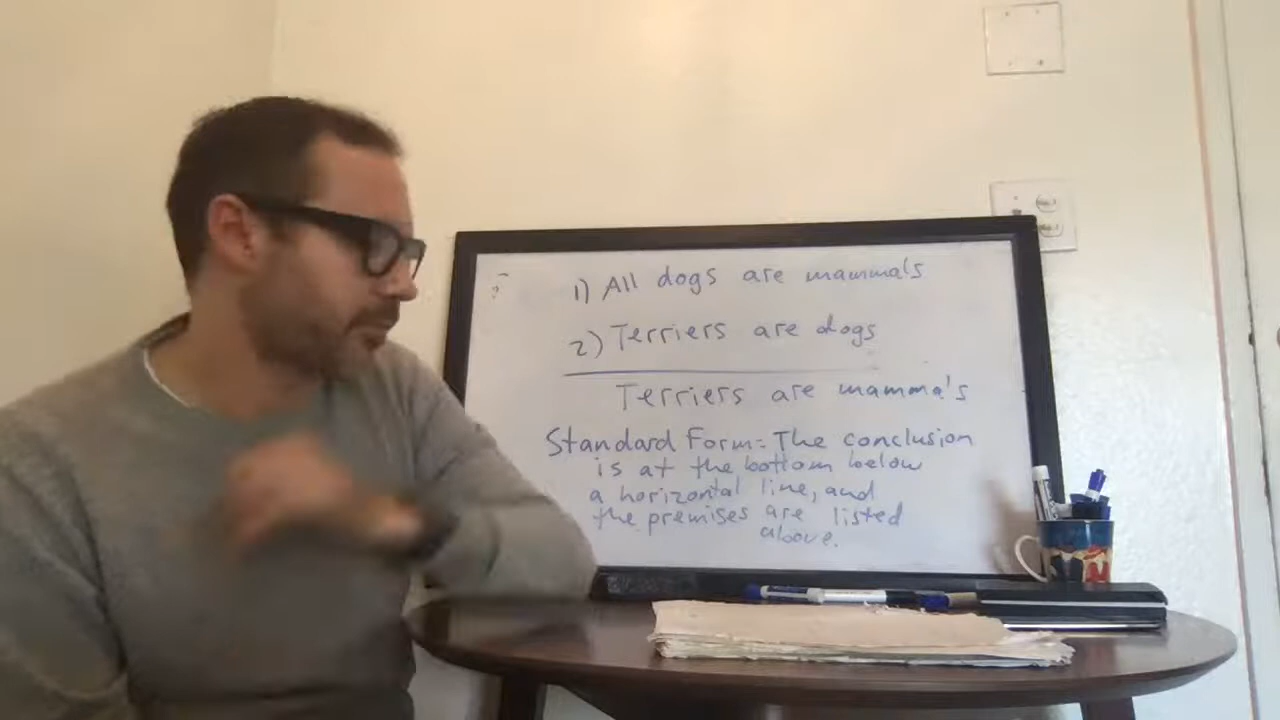 1) All dogs are mammals
2) Terriers are dogs
Terriers are mammals
Standard Form = The conclusion
is at the bottom below
a horizontal line, and
the premises are listed
above.